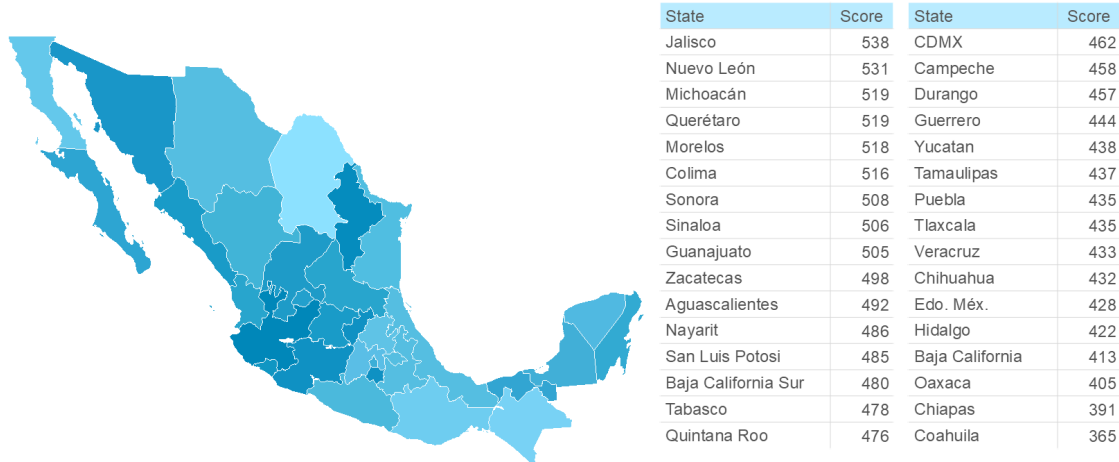 State Score State Score
Jalisco 538 CDMX 462
Nuevo León 531 Campeche 458
Michoacán 519 Durango 457
Querétaro 519 Guerrero 444
Morelos 518 Yucatan 438
Colima 516 Tamaulipas 437
Sonora 508 Puebla 435
Sinaloa 506 Tlaxcala 435
Guanajuato 505 Veracruz 433
Zacatecas 498 Chihuahua 432
Aguascalientes 492 Edo. Méx. 428
Nayarit 486 Hidalgo 422
San Luis Potosi 485 Baja California 413
Baja California Sur 480 Oaxaca 405
Tabasco 478 Chiapas 391
Quintana Roo 476 Coahuila 365